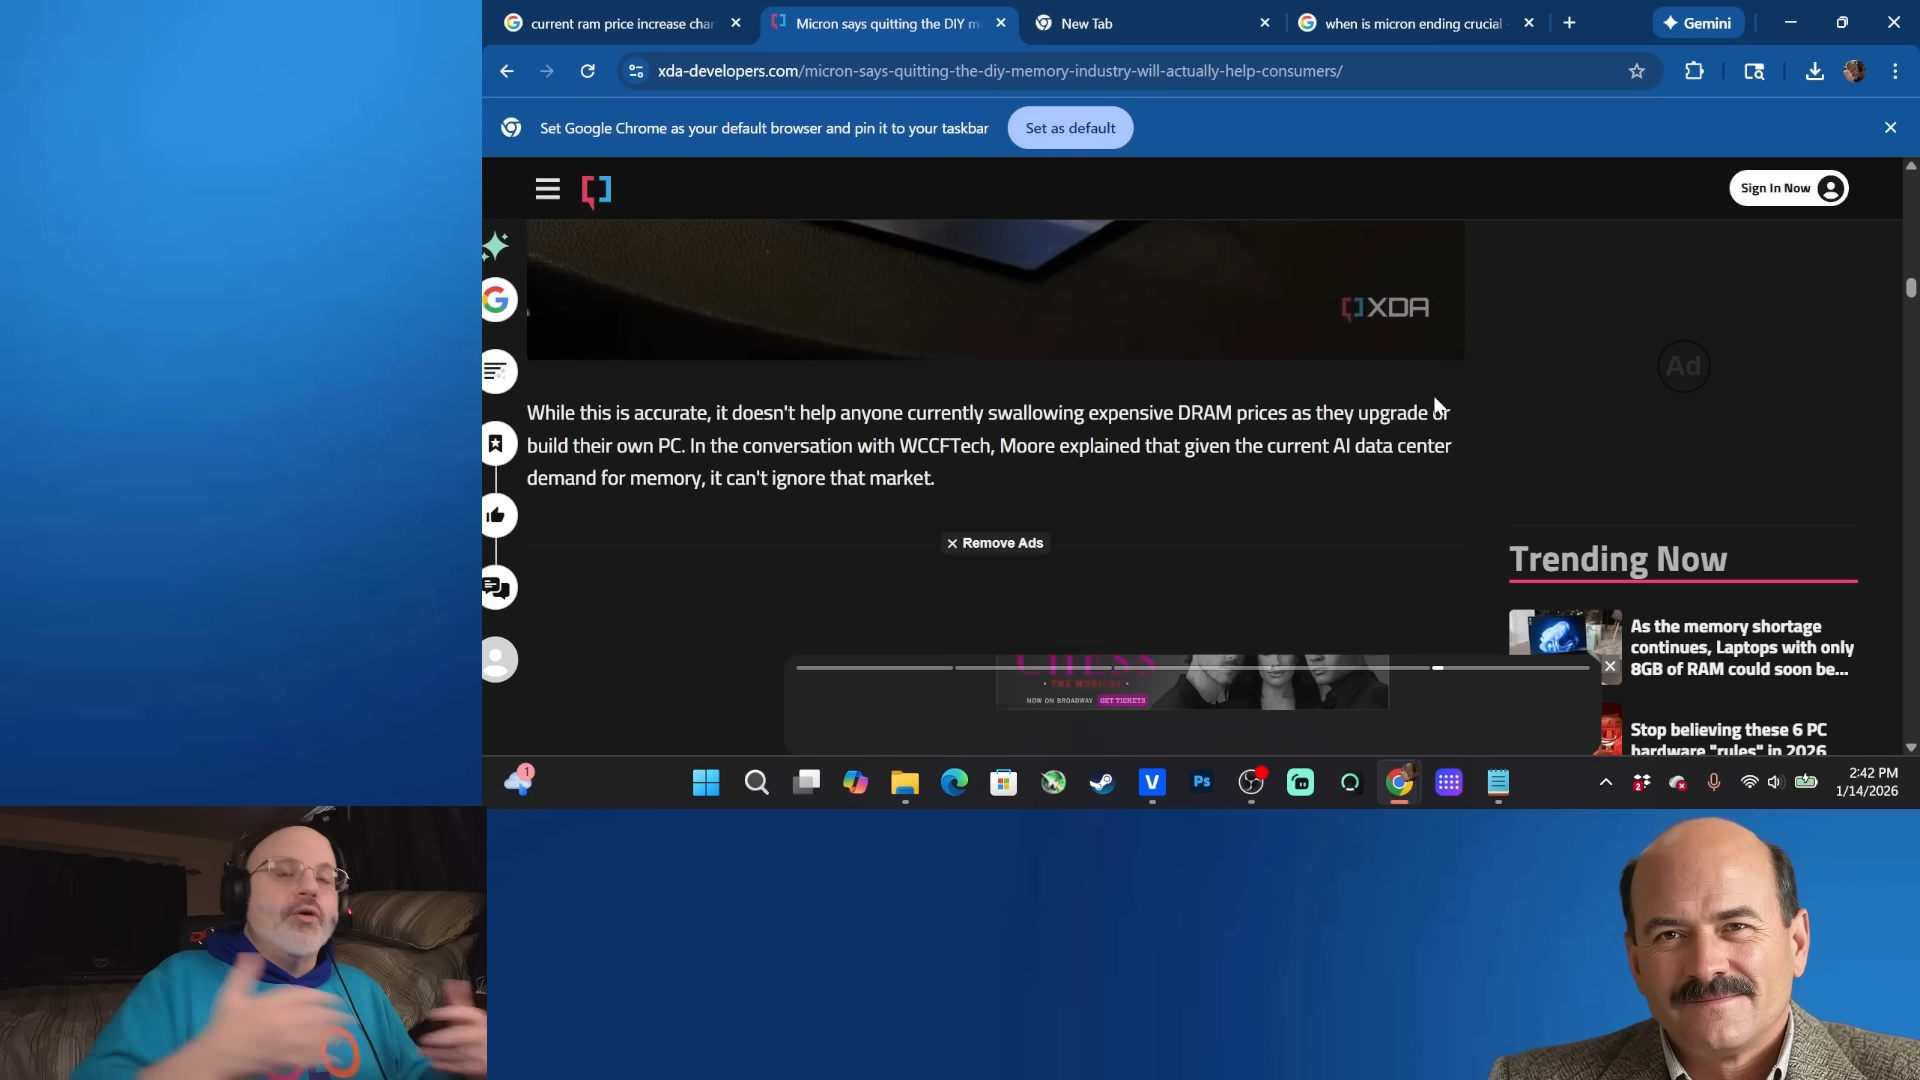 current ram price increase char
Micron says quitting the DIY m
New Tab
when is micron ending crucial
Gemini
xda-developers.com/micron-says-quitting-the-diy-memory-industry-will-actually-help-consumers/
Set Google Chrome as your default browser and pin it to your taskbar
Set as default
Sign In Now
XDA
Ad
While this is accurate, it doesn't help anyone currently swallowing expensive DRAM prices as they upgrade or
build their own PC. In the conversation with WCCFTech, Moore explained that given the current AI data center
demand for memory, it can't ignore that market.
Remove Ads
Trending Now
As the memory shortage
continues, Laptops with only
8GB of RAM could soon be...
CHESS
THE MUSICAL
NOW ON BROADWAY GET TICKETS
Stop believing these 6 PC
hardware "rules" in 2026
1
V
Ps
2
2:42 PM
1/14/2026